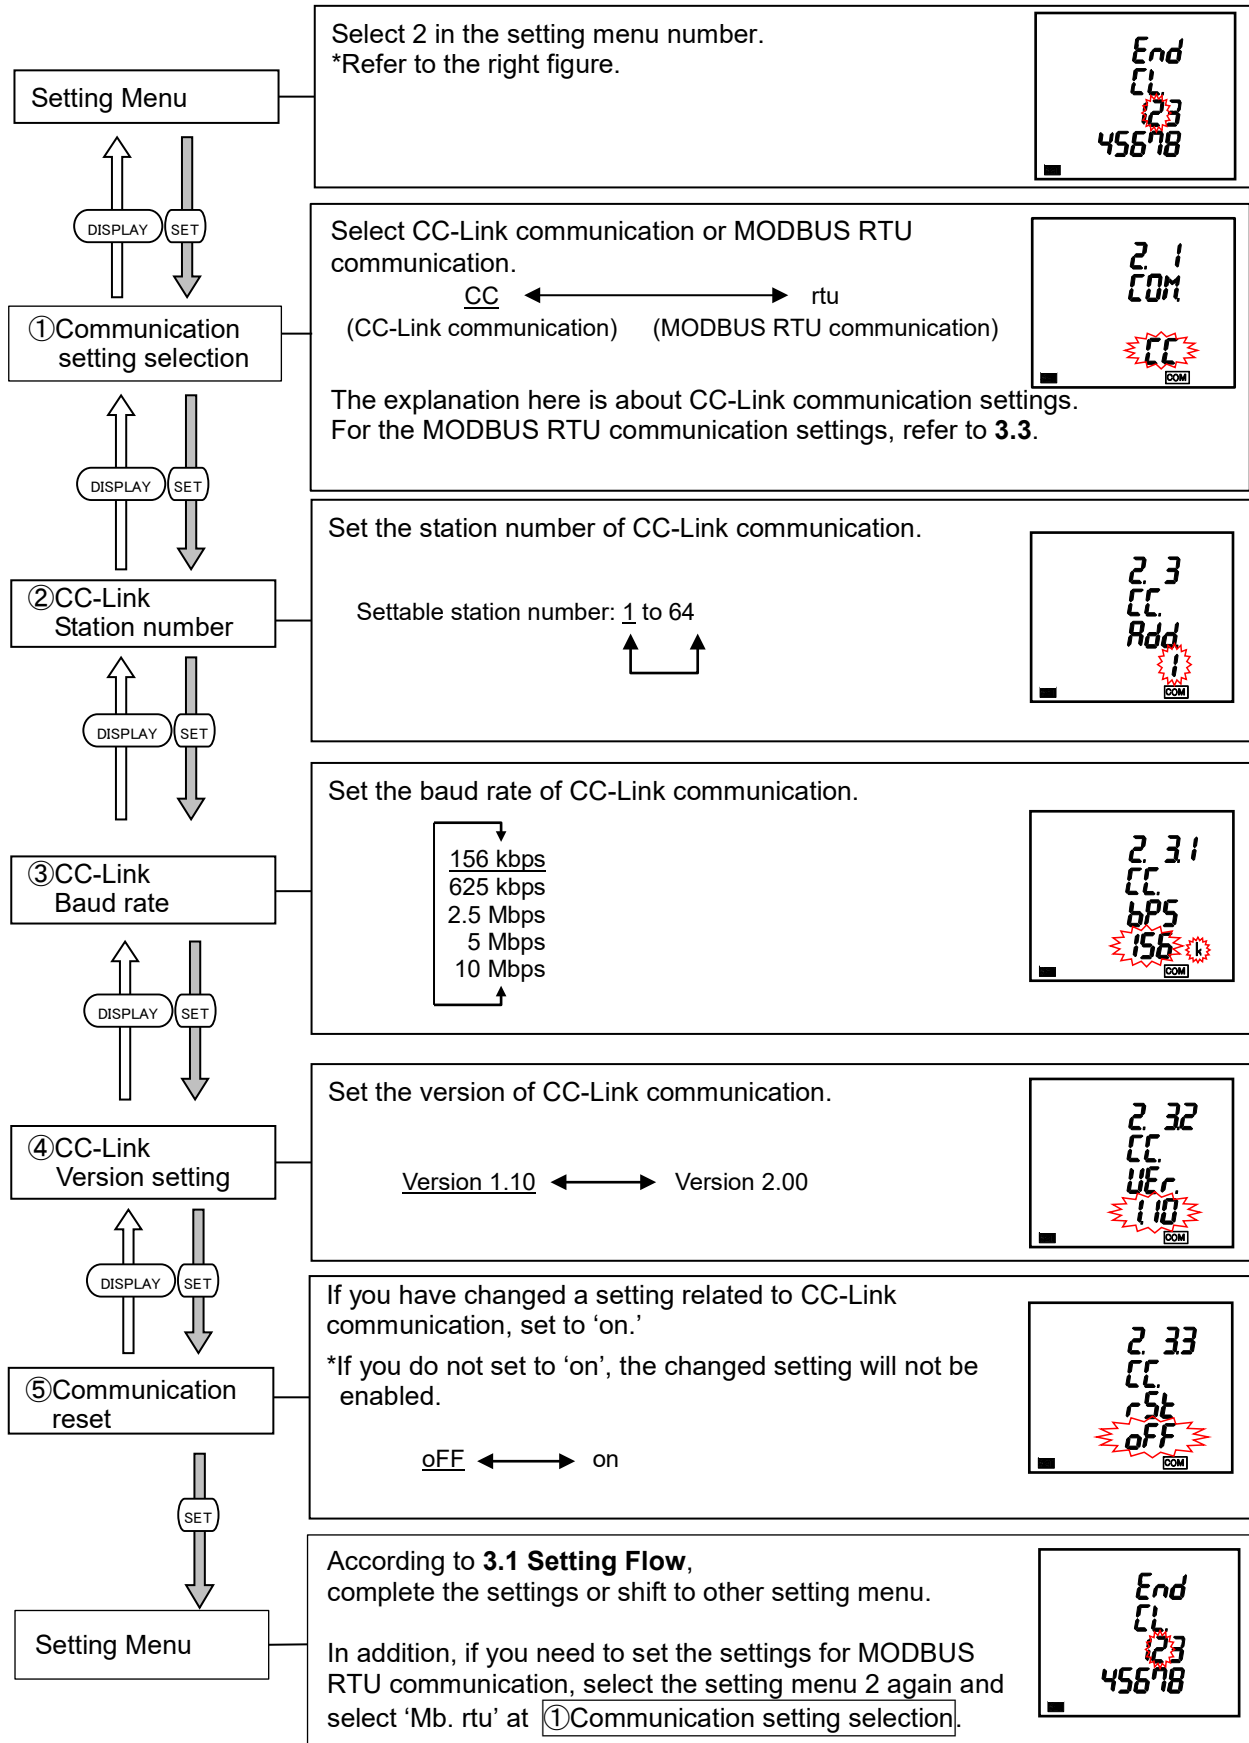 Select 2 in the setting menu number.
*Refer to the right figure.
End
CL.
123
45678
Setting Menu
DISPLAY
SET
Select CC-Link communication or MODBUS RTU
communication.
CC rtu
(CC-Link communication) (MODBUS RTU communication)
The explanation here is about CC-Link communication settings.
For the MODBUS RTU communication settings, refer to 3.3.
2. 1
COM.
CC
COM
①Communication
setting selection
DISPLAY
SET
Set the station number of CC-Link communication.
Settable station number: 1 to 64
2. 3
CC.
Add
1
COM
②CC-Link
Station number
DISPLAY
SET
Set the baud rate of CC-Link communication.
156 kbps
625 kbps
2.5 Mbps
5 Mbps
10 Mbps
2. 3.1
CC.
bPS
156 k
COM
③CC-Link
Baud rate
DISPLAY
SET
Set the version of CC-Link communication.
Version 1.10 Version 2.00
2. 3.2
CC.
UEr.
1.10
COM
④CC-Link
Version setting
DISPLAY
SET
If you have changed a setting related to CC-Link
communication, set to ‘on.’
*If you do not set to ‘on’, the changed setting will not be
enabled.
oFF on
2. 3.3
CC.
rSt
oFF
COM
⑤Communication
reset
SET
According to 3.1 Setting Flow,
complete the settings or shift to other setting menu.
In addition, if you need to set the settings for MODBUS
RTU communication, select the setting menu 2 again and
select ‘Mb. rtu’ at ①Communication setting selection.
End
CL.
123
45678
Setting Menu